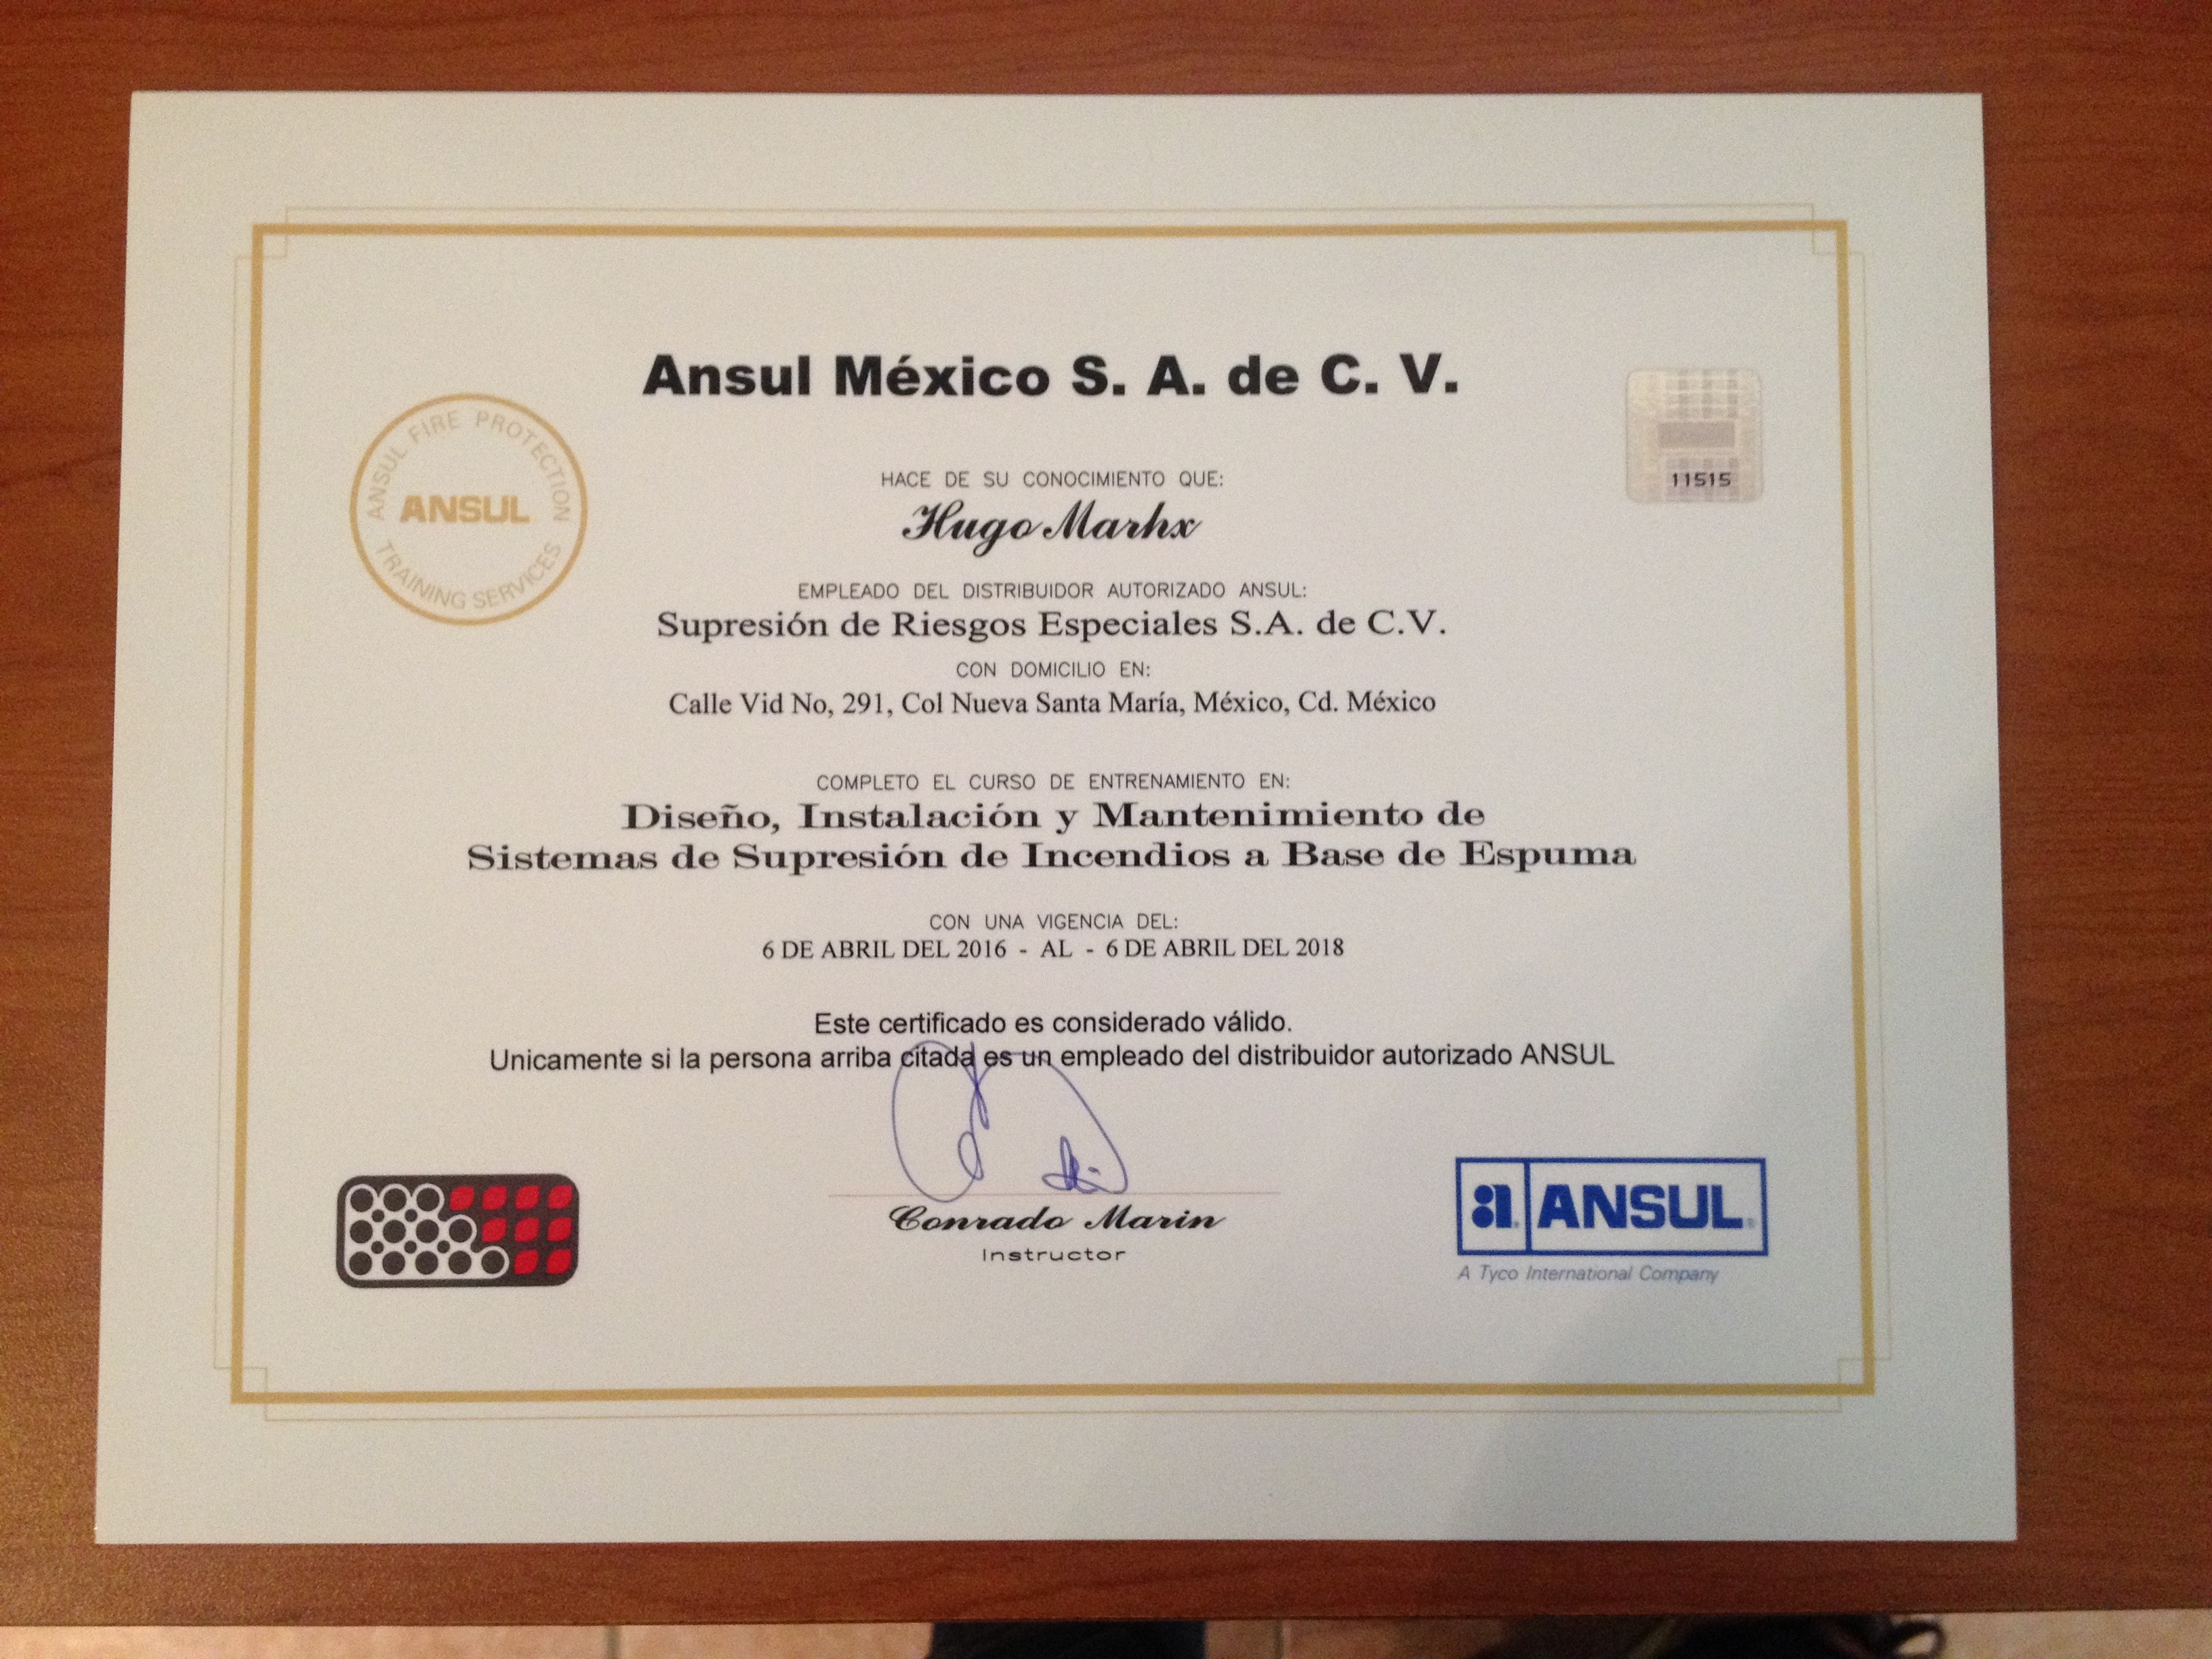 Ansul México S. A. de C. V.
ANSUL FIRE PROTECTION
ANSUL
TRAINING SERVICES
11515
HACE DE SU CONOCIMIENTO QUE:
Hugo Marhx
EMPLEADO DEL DISTRIBUIDOR AUTORIZADO ANSUL:
Supresión de Riesgos Especiales S.A. de C.V.
CON DOMICILIO EN:
Calle Vid No, 291, Col Nueva Santa María, México, Cd. México
COMPLETO EL CURSO DE ENTRENAMIENTO EN:
Diseño, Instalación y Mantenimiento de
Sistemas de Supresión de Incendios a Base de Espuma
CON UNA VIGENCIA DEL:
6 DE ABRIL DEL 2016 - AL - 6 DE ABRIL DEL 2018
Este certificado es considerado válido.
Unicamente si la persona arriba citada es un empleado del distribuidor autorizado ANSUL
Conrado Marin
Instructor
a ANSUL®
A Tyco International Company